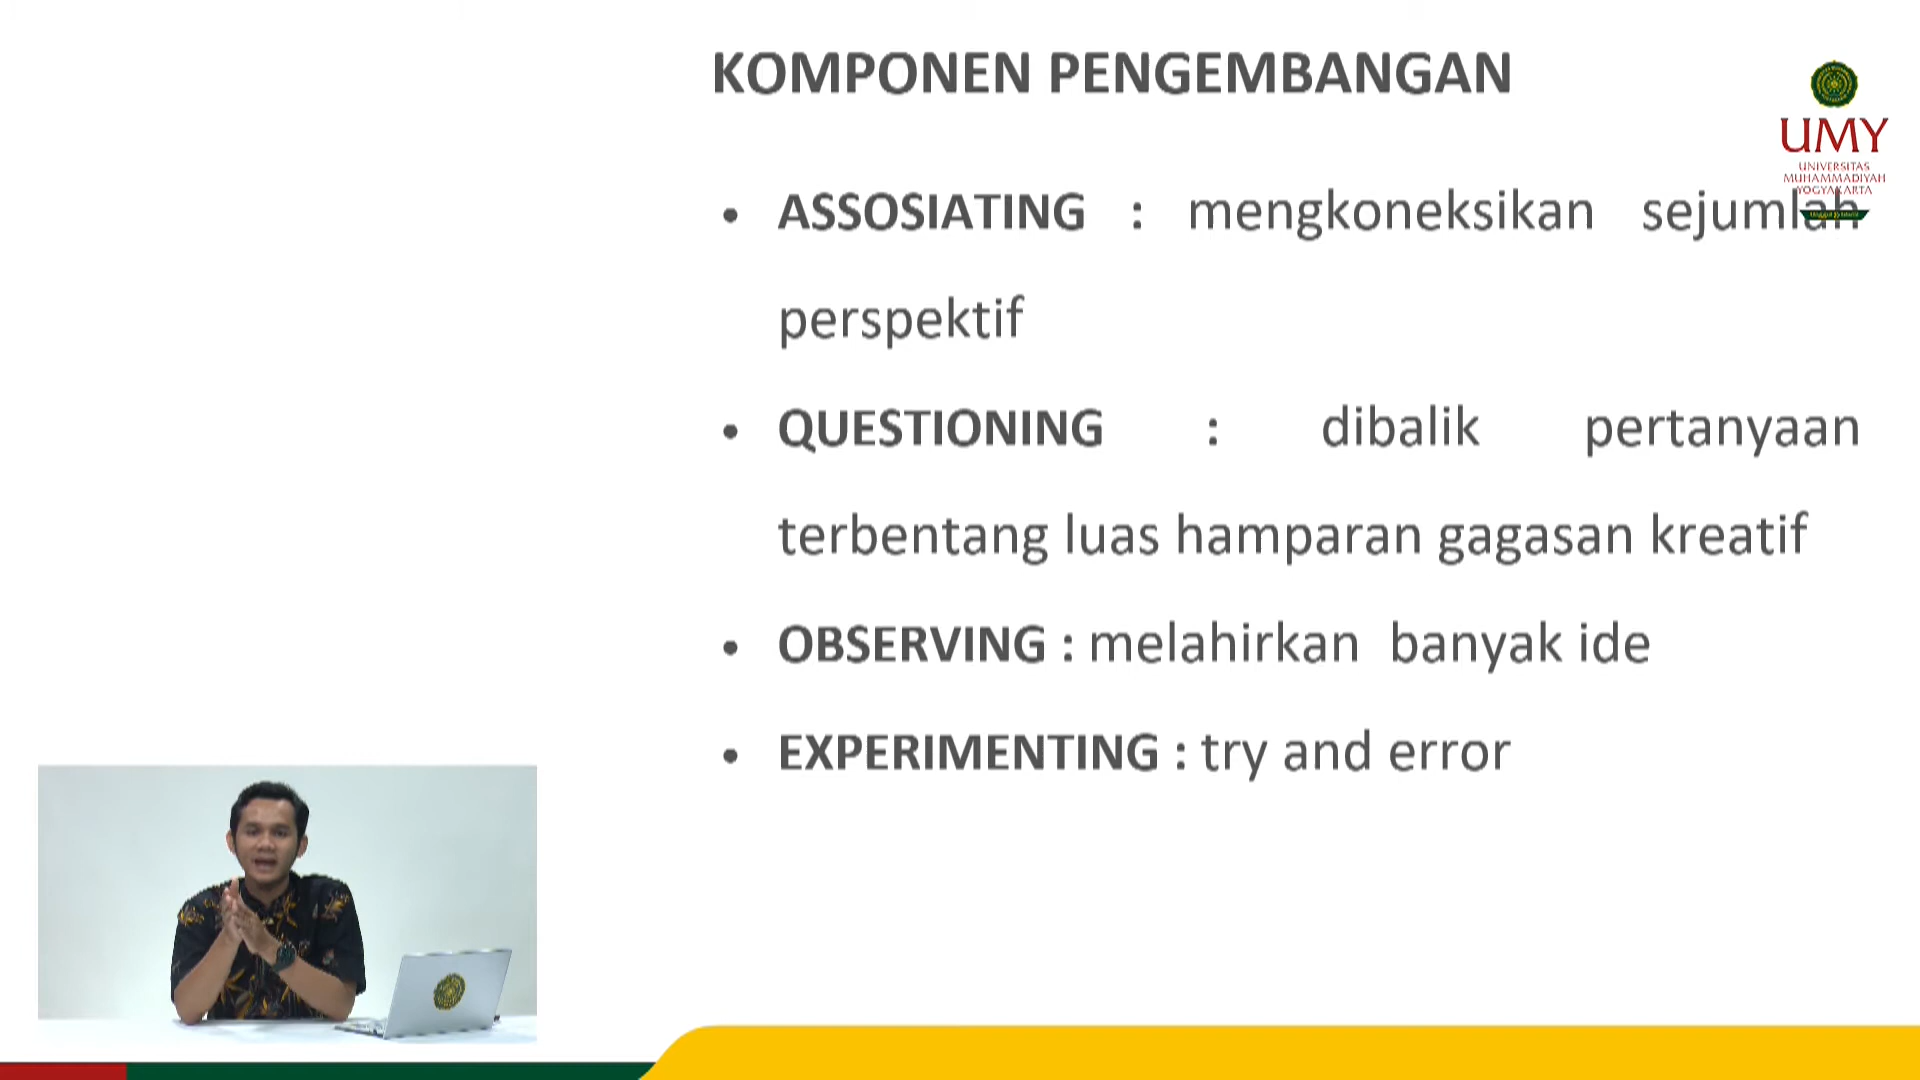 KOMPONEN PENGEMBANGAN
UMY
UNIVERSITAS
MUHAMMADIYAH
YOGYAKARTA
• ASSOSIATING : mengkoneksikan sejumlah
perspektif
• QUESTIONING : dibalik pertanyaan
terbentang luas hamparan gagasan kreatif
• OBSERVING : melahirkan banyak ide
• EXPERIMENTING : try and error